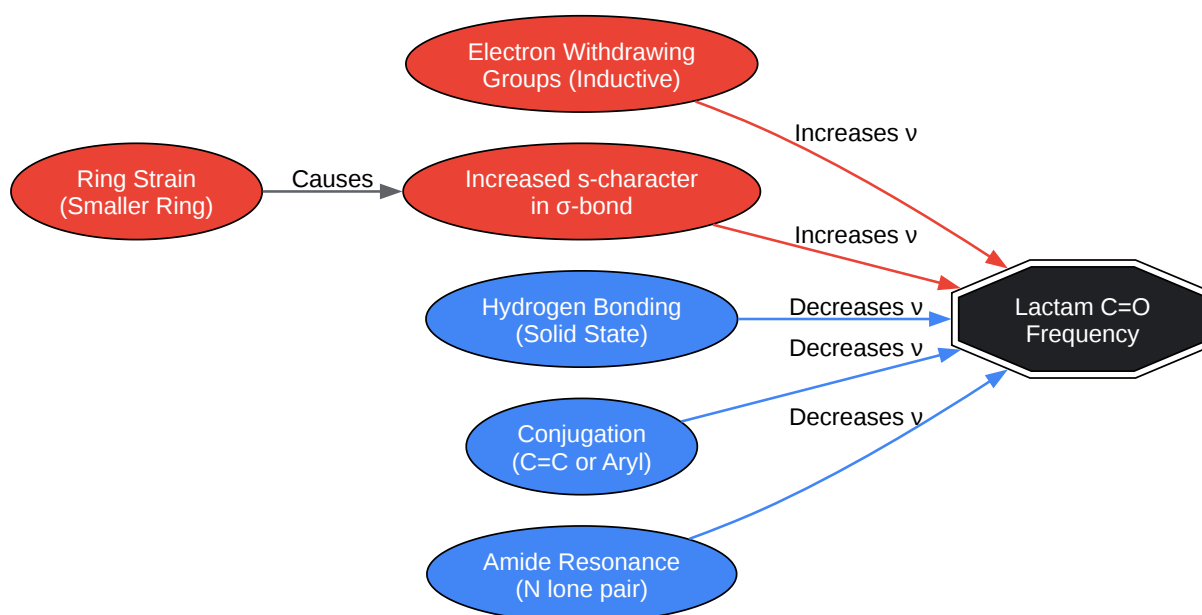 Electron Withdrawing
Groups (Inductive)
Increases ν
Ring Strain
(Smaller Ring)
Causes
Increased s-character
in σ-bond
Increases ν
Hydrogen Bonding
(Solid State)
Decreases ν
Lactam C=O
Frequency
Decreases ν
Conjugation
(C=C or Aryl)
Decreases ν
Amide Resonance
(N lone pair)